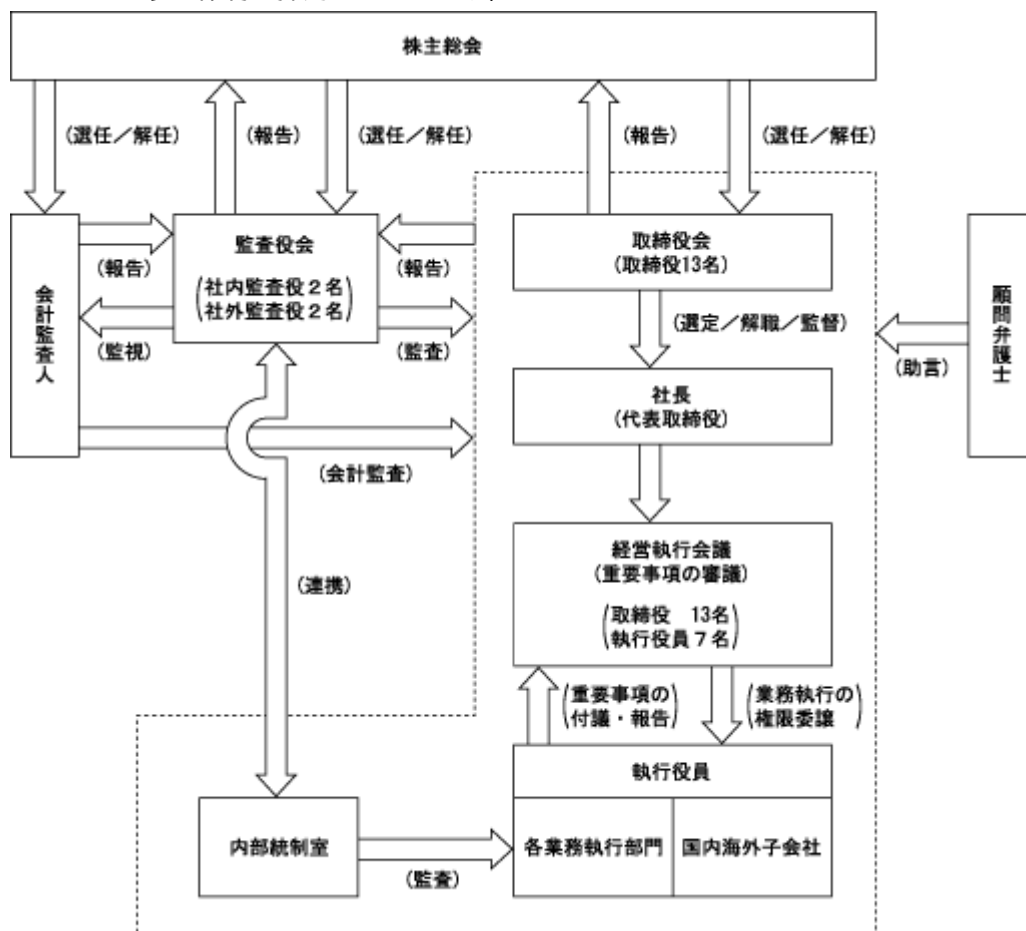 株主総会
(選任／解任)
(報告)
(選任／解任)
(報告)
(選任／解任)
会計監査人
(報告)
監査役会
(社内監査役２名
社外監査役２名)
(報告)
取締役会
(取締役13名)
顧問弁護士
(監視)
(監査)
(選定／解職／監督)
(助言)
社長
(代表取締役)
(会計監査)
経営執行会議
(重要事項の審議)
(取締役　13名
執行役員７名)
(連携)
(重要事項の
付議・報告)
(業務執行の
権限委譲)
執行役員
内部統制室
(監査)
各業務執行部門
国内海外子会社